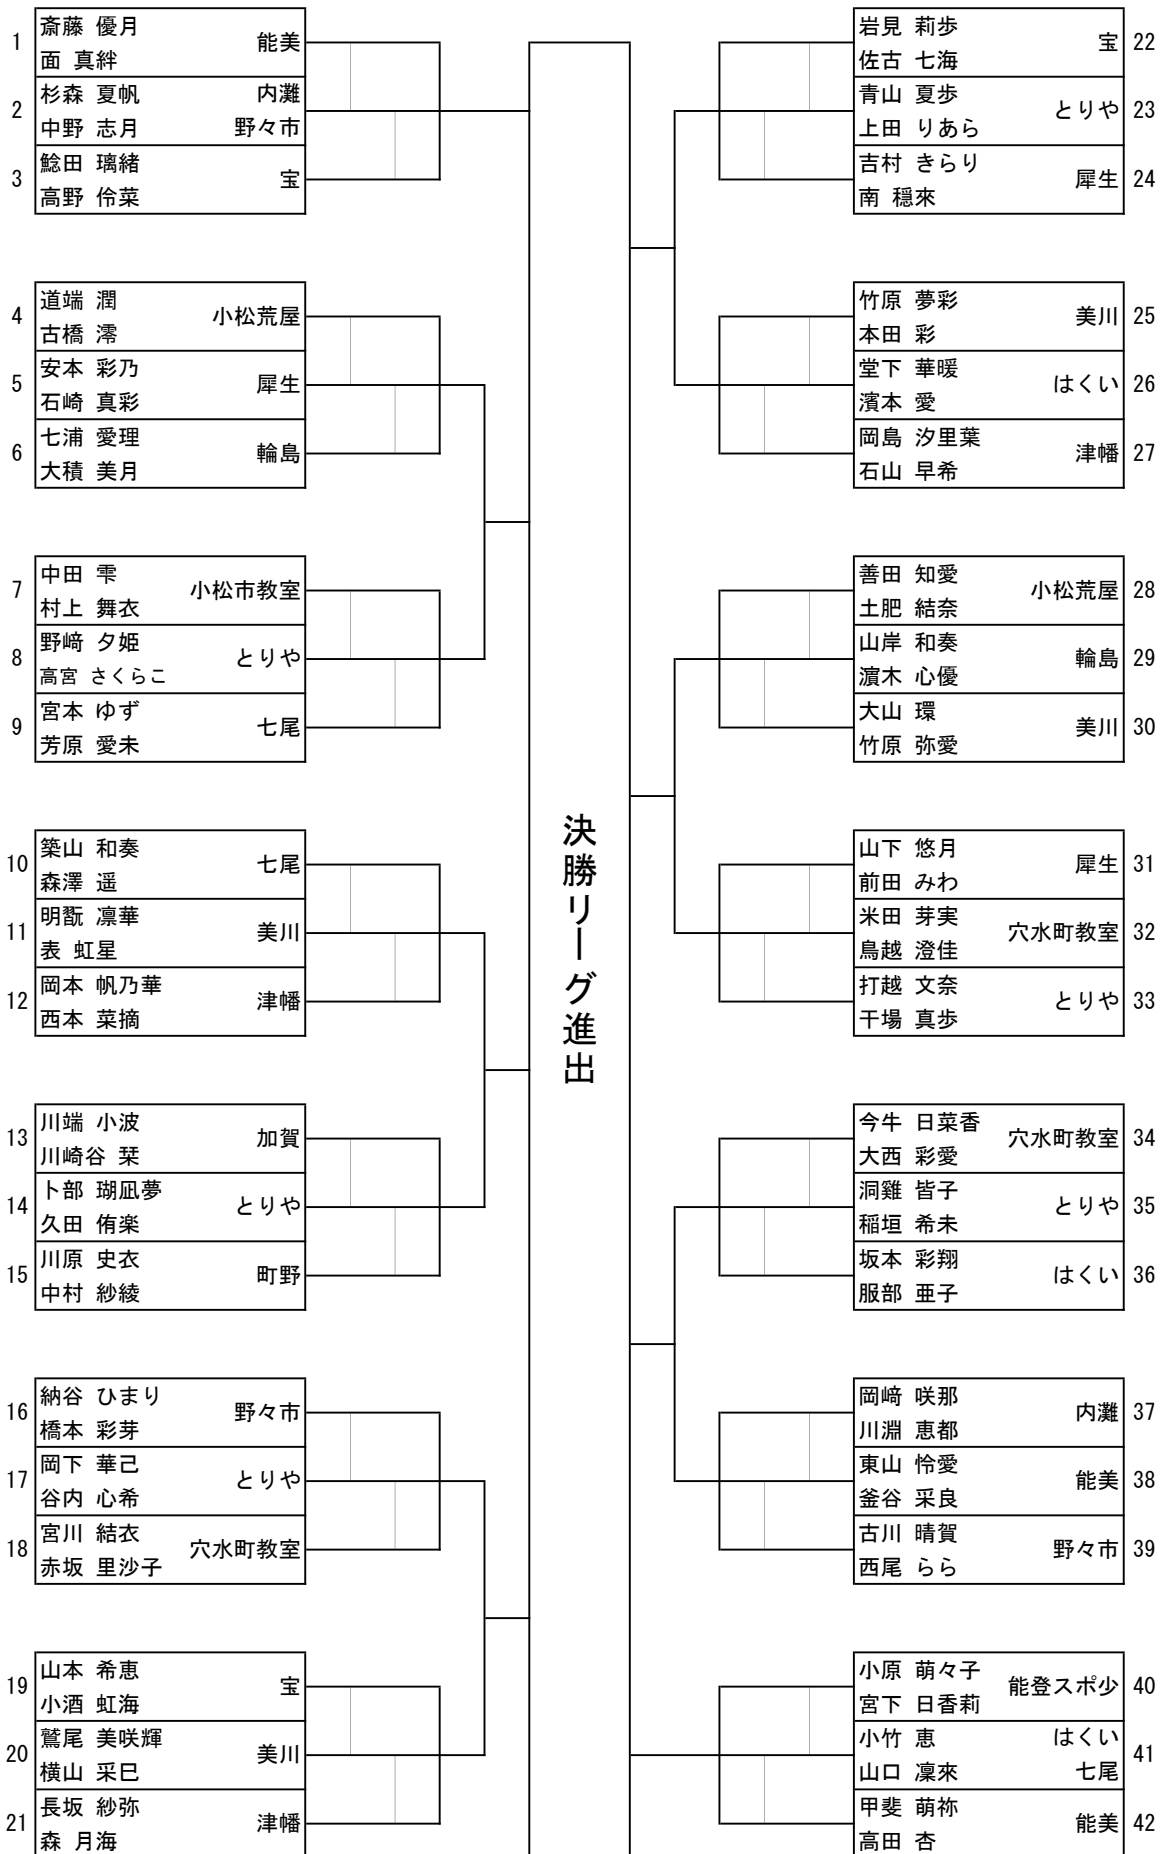 1 斎藤 優月 能美
面 真絆
2 杉森 夏帆 内灘
中野 志月 野々市
3 鯰田 璃緒 宝
高野 伶菜
4 道端 潤 小松荒屋
古橋 澪
5 安本 彩乃 犀生
石崎 真彩
6 七浦 愛理 輪島
大積 美月
7 中田 雫 小松市教室
村上 舞衣
8 野﨑 夕姫 とりや
高宮 さくらこ
9 宮本 ゆず 七尾
芳原 愛未
10 築山 和奏 七尾
森澤 遥
11 明翫 凛華 美川
表 虹星
12 岡本 帆乃華 津幡
西本 菜摘
13 川端 小波 加賀
川崎谷 栞
14 卜部 瑚凪夢 とりや
久田 侑楽
15 川原 史衣 町野
中村 紗綾
16 納谷 ひまり 野々市
橋本 彩芽
17 岡下 華己 とりや
谷内 心希
18 宮川 結衣 穴水町教室
赤坂 里沙子
19 山本 希恵 宝
小酒 虹海
20 鷲尾 美咲輝 美川
横山 采巳
21 長坂 紗弥 津幡
森 月海
決勝リーグ進出
岩見 莉歩 宝 22
佐古 七海
青山 夏歩 とりや 23
上田 りあら
吉村 きらり 犀生 24
南 穏來
竹原 夢彩 美川 25
本田 彩
堂下 華暖 はくい 26
濱本 愛
岡島 汐里葉 津幡 27
石山 早希
善田 知愛 小松荒屋 28
土肥 結奈
山岸 和奏 輪島 29
濵木 心優
大山 環 美川 30
竹原 弥愛
山下 悠月 犀生 31
前田 みわ
米田 芽実 穴水町教室 32
鳥越 澄佳
打越 文奈 とりや 33
干場 真歩
今牛 日菜香 穴水町教室 34
大西 彩愛
洞雞 皆子 とりや 35
稲垣 希未
坂本 彩翔 はくい 36
服部 亜子
岡﨑 咲那 内灘 37
川淵 恵都
東山 怜愛 能美 38
釜谷 采良
古川 晴賀 野々市 39
西尾 らら
小原 萌々子 能登スポ少 40
宮下 日香莉
小竹 恵 はくい 41
山口 凜來 七尾
甲斐 萌祢 能美 42
高田 杏